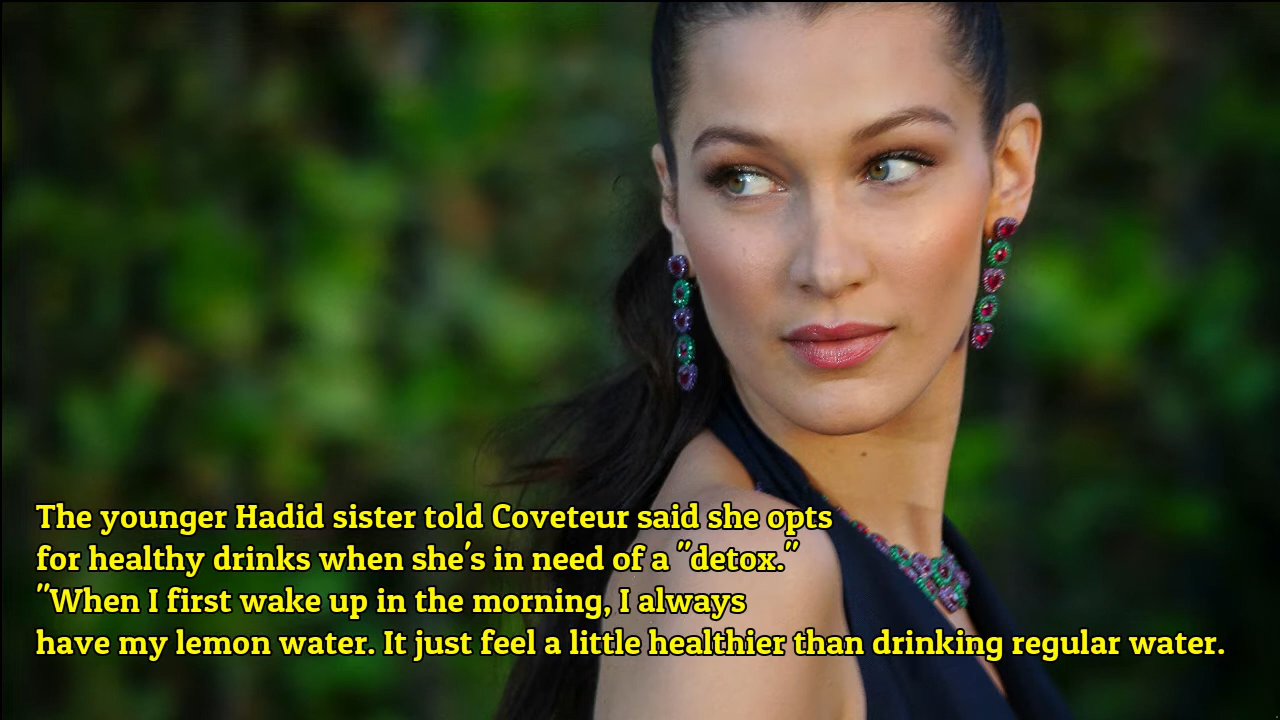 The younger Hadid sister told Coveteur said she opts
for healthy drinks when she's in need of a "detox."
"When I first wake up in the morning, I always
have my lemon water. It just feel a little healthier than drinking regular water.